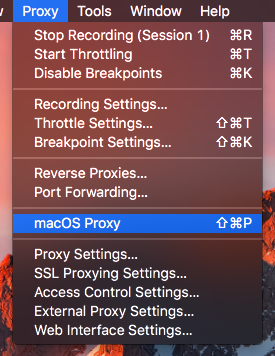 Proxy Tools Window Help
Stop Recording (Session 1) ⌘R
Start Throttling ⌘T
Disable Breakpoints ⌘K
Recording Settings...
Throttle Settings... ⇧⌘T
Breakpoint Settings... ⇧⌘K
Reverse Proxies...
Port Forwarding...
macOS Proxy ⇧⌘P
Proxy Settings...
SSL Proxying Settings...
Access Control Settings...
External Proxy Settings...
Web Interface Settings...